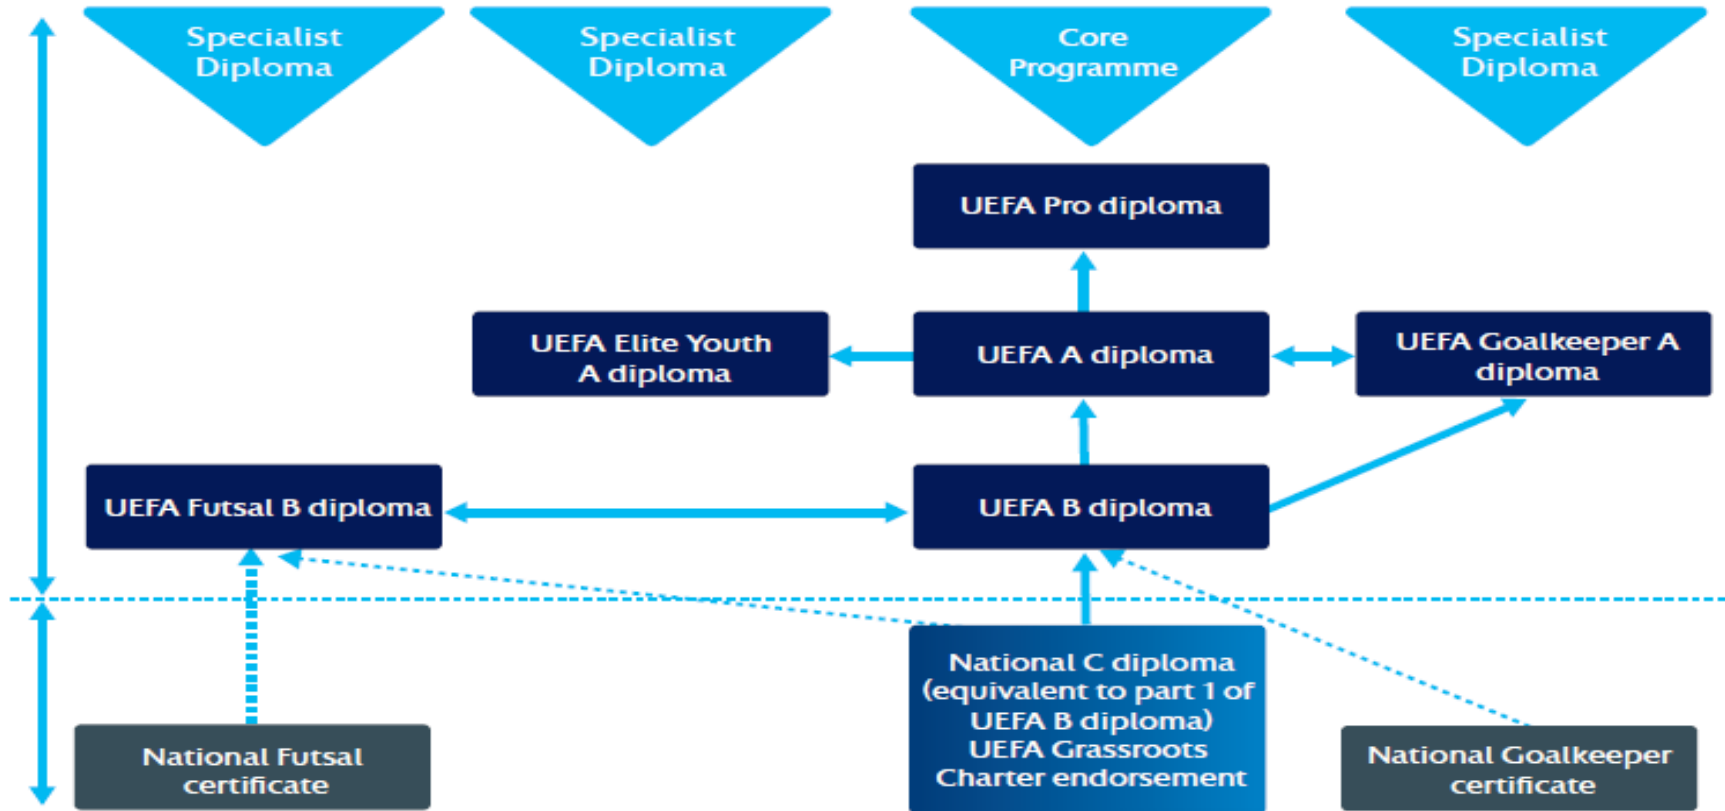 Specialist
Diploma
Specialist
Diploma
Core
Programme
Specialist
Diploma
UEFA Pro diploma
UEFA Elite Youth
A diploma
UEFA A diploma
UEFA Goalkeeper A
diploma
UEFA Futsal B diploma
UEFA B diploma
National Futsal
certificate
National C diploma
(equivalent to part 1 of
UEFA B diploma)
UEFA Grassroots
Charter endorsement
National Goalkeeper
certificate